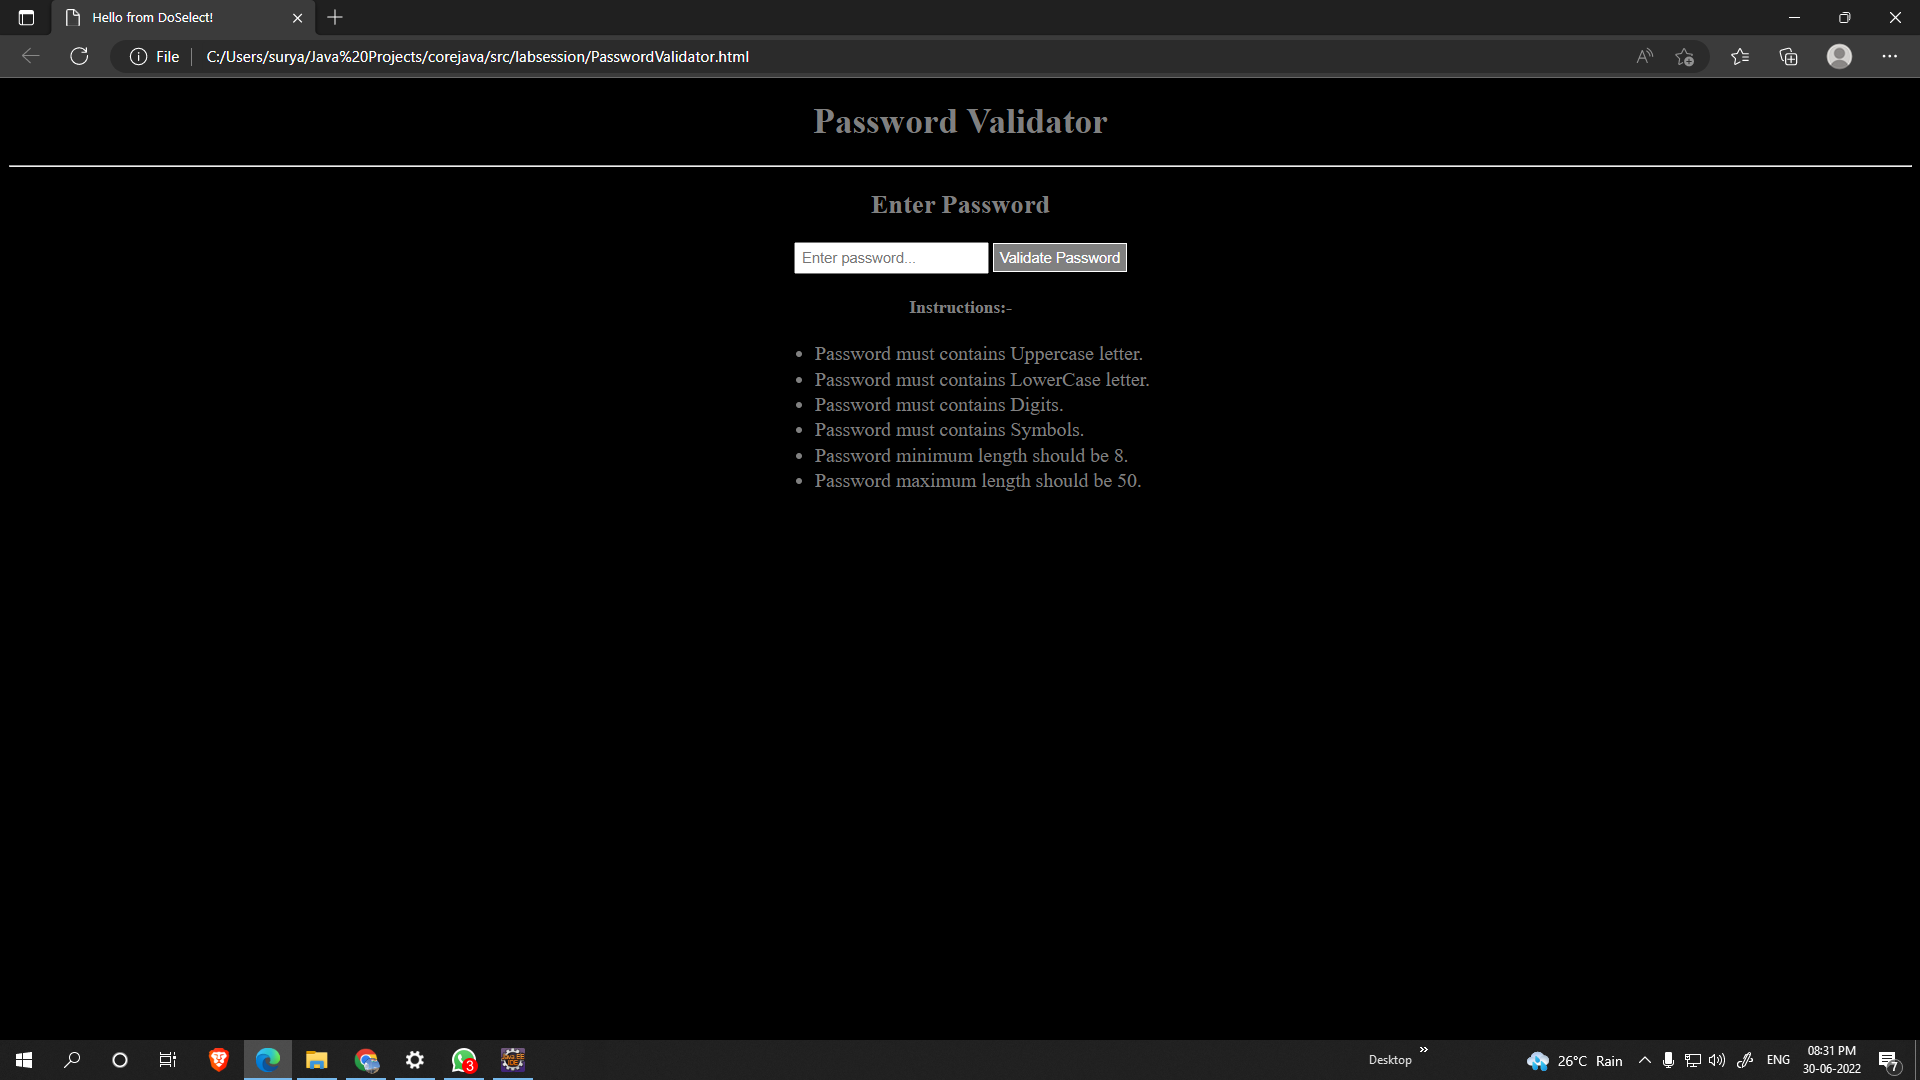 Hello from DoSelect!
File C:/Users/surya/Java%20Projects/corejava/src/labsession/PasswordValidator.html
Password Validator
Enter Password
Enter password... Validate Password
Instructions:-
Password must contains Uppercase letter.
Password must contains LowerCase letter.
Password must contains Digits.
Password must contains Symbols.
Password minimum length should be 8.
Password maximum length should be 50.
3
Desktop
26°C Rain
ENG
08:31 PM
30-06-2022
7